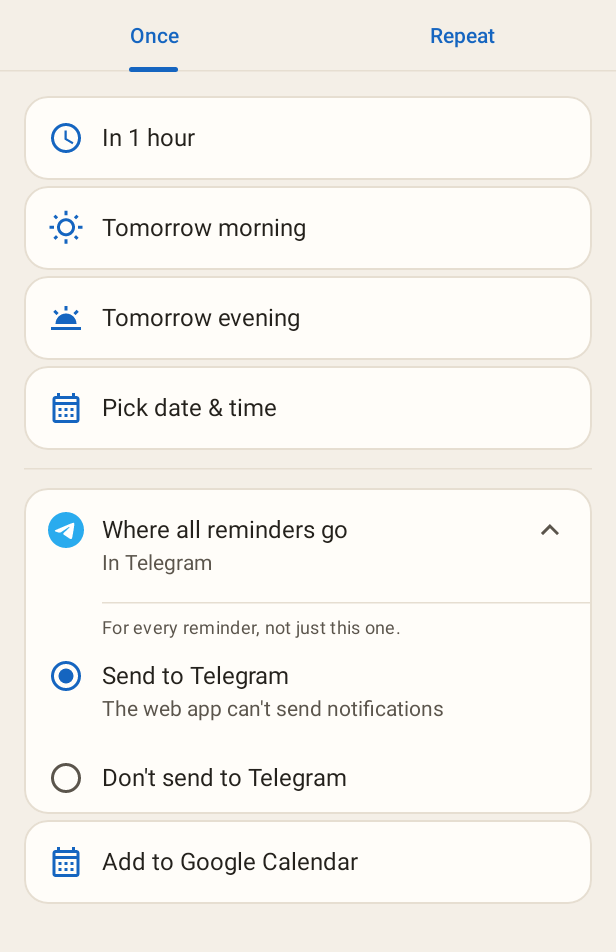 Once
Repeat
In 1 hour
Tomorrow morning
Tomorrow evening
Pick date & time
Where all reminders go
In Telegram
For every reminder, not just this one.
Send to Telegram
The web app can't send notifications
Don't send to Telegram
Add to Google Calendar